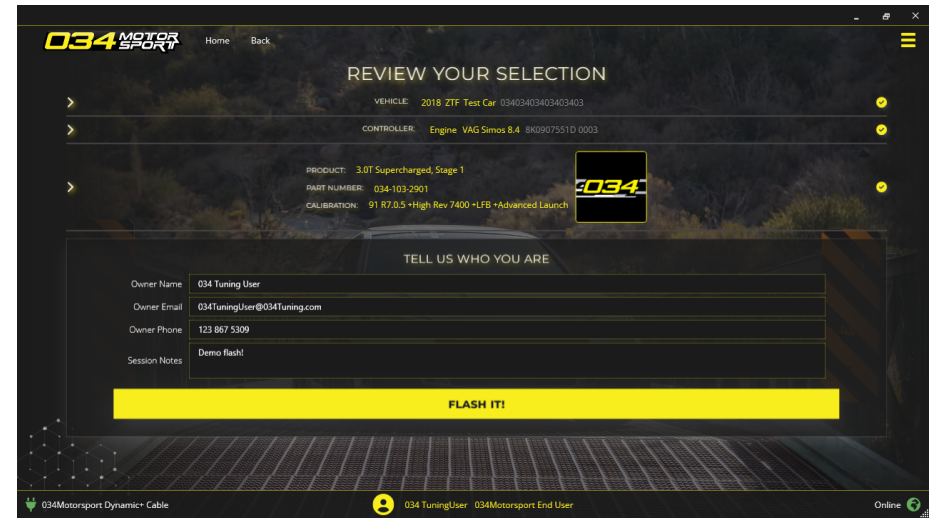 034 MOTOR SPORT
Home Back
REVIEW YOUR SELECTION
VEHICLE: 2018 ZTF Test Car 03403403403403403
CONTROLLER: Engine VAG Simos 8.4 8K0907551D 0003
PRODUCT: 3.0T Supercharged, Stage 1
PART NUMBER: 034-103-2901
CALIBRATION: 91 R7.0.5 +High Rev 7400 +LFB +Advanced Launch
034
TELL US WHO YOU ARE
Owner Name 034 Tuning User
Owner Email 034TuningUser@034Tuning.com
Owner Phone 123 867 5309
Session Notes Demo flash!
FLASH IT!
034Motorsport Dynamic+ Cable
034 TuningUser 034Motorsport End User
Online